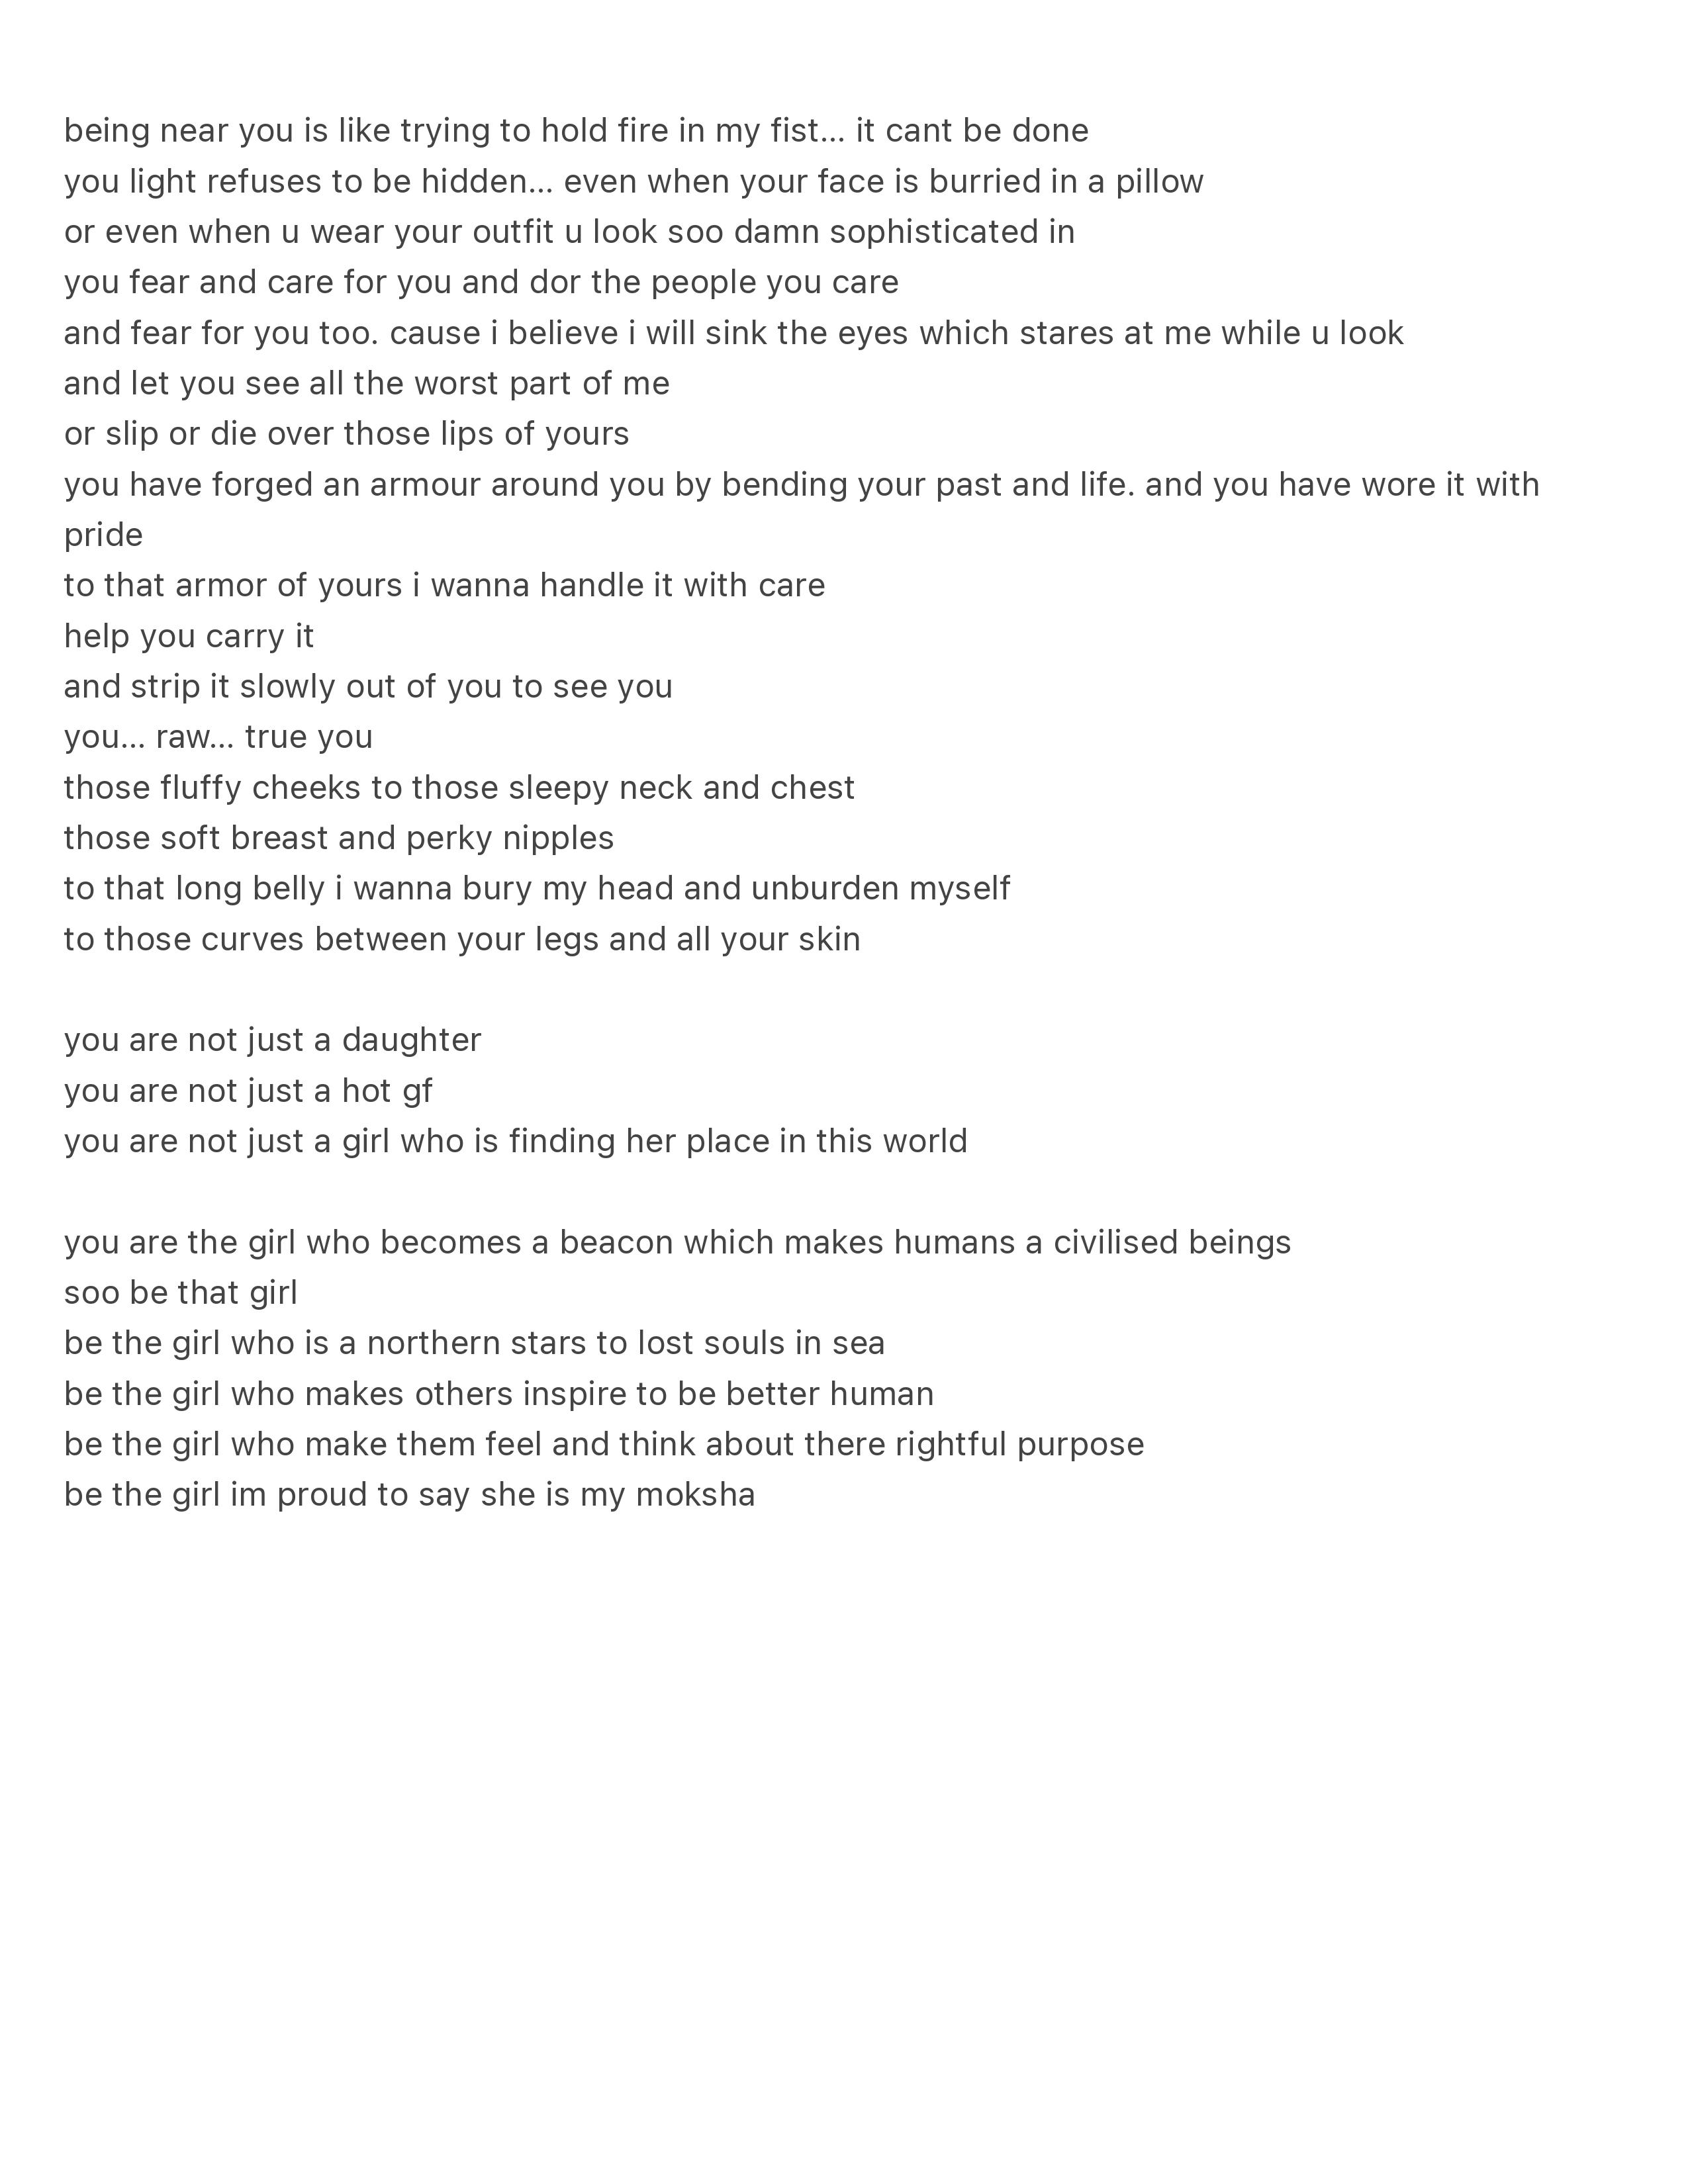 being near you is like trying to hold fire in my fist... it cant be done
you light refuses to be hidden... even when your face is burried in a pillow
or even when u wear your outfit u look soo damn sophisticated in
you fear and care for you and dor the people you care
and fear for you too. cause i believe i will sink the eyes which stares at me while u look
and let you see all the worst part of me
or slip or die over those lips of yours
you have forged an armour around you by bending your past and life. and you have wore it with
pride
to that armor of yours i wanna handle it with care
help you carry it
and strip it slowly out of you to see you
you... raw... true you
those fluffy cheeks to those sleepy neck and chest
those soft breast and perky nipples
to that long belly i wanna bury my head and unburden myself
to those curves between your legs and all your skin

you are not just a daughter
you are not just a hot gf
you are not just a girl who is finding her place in this world

you are the girl who becomes a beacon which makes humans a civilised beings
soo be that girl
be the girl who is a northern stars to lost souls in sea
be the girl who makes others inspire to be better human
be the girl who make them feel and think about there rightful purpose
be the girl im proud to say she is my moksha